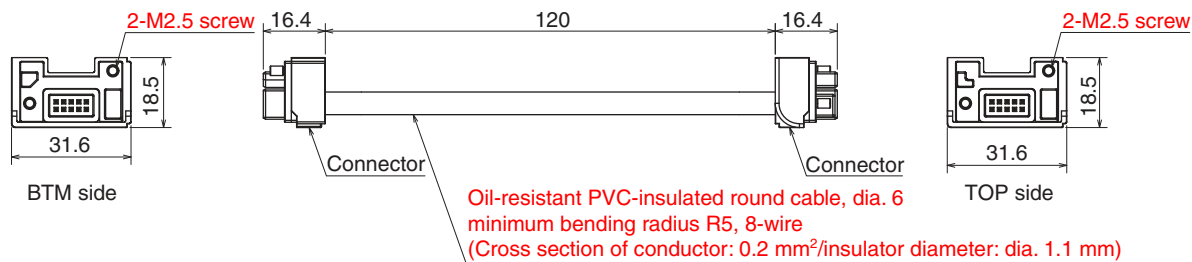 2-M2.5 screw
16.4
120
16.4
2-M2.5 screw
18.5
31.6
BTM side
Connector
Connector
18.5
31.6
TOP side
Oil-resistant PVC-insulated round cable, dia. 6
minimum bending radius R5, 8-wire
(Cross section of conductor: 0.2 mm²/insulator diameter: dia. 1.1 mm)